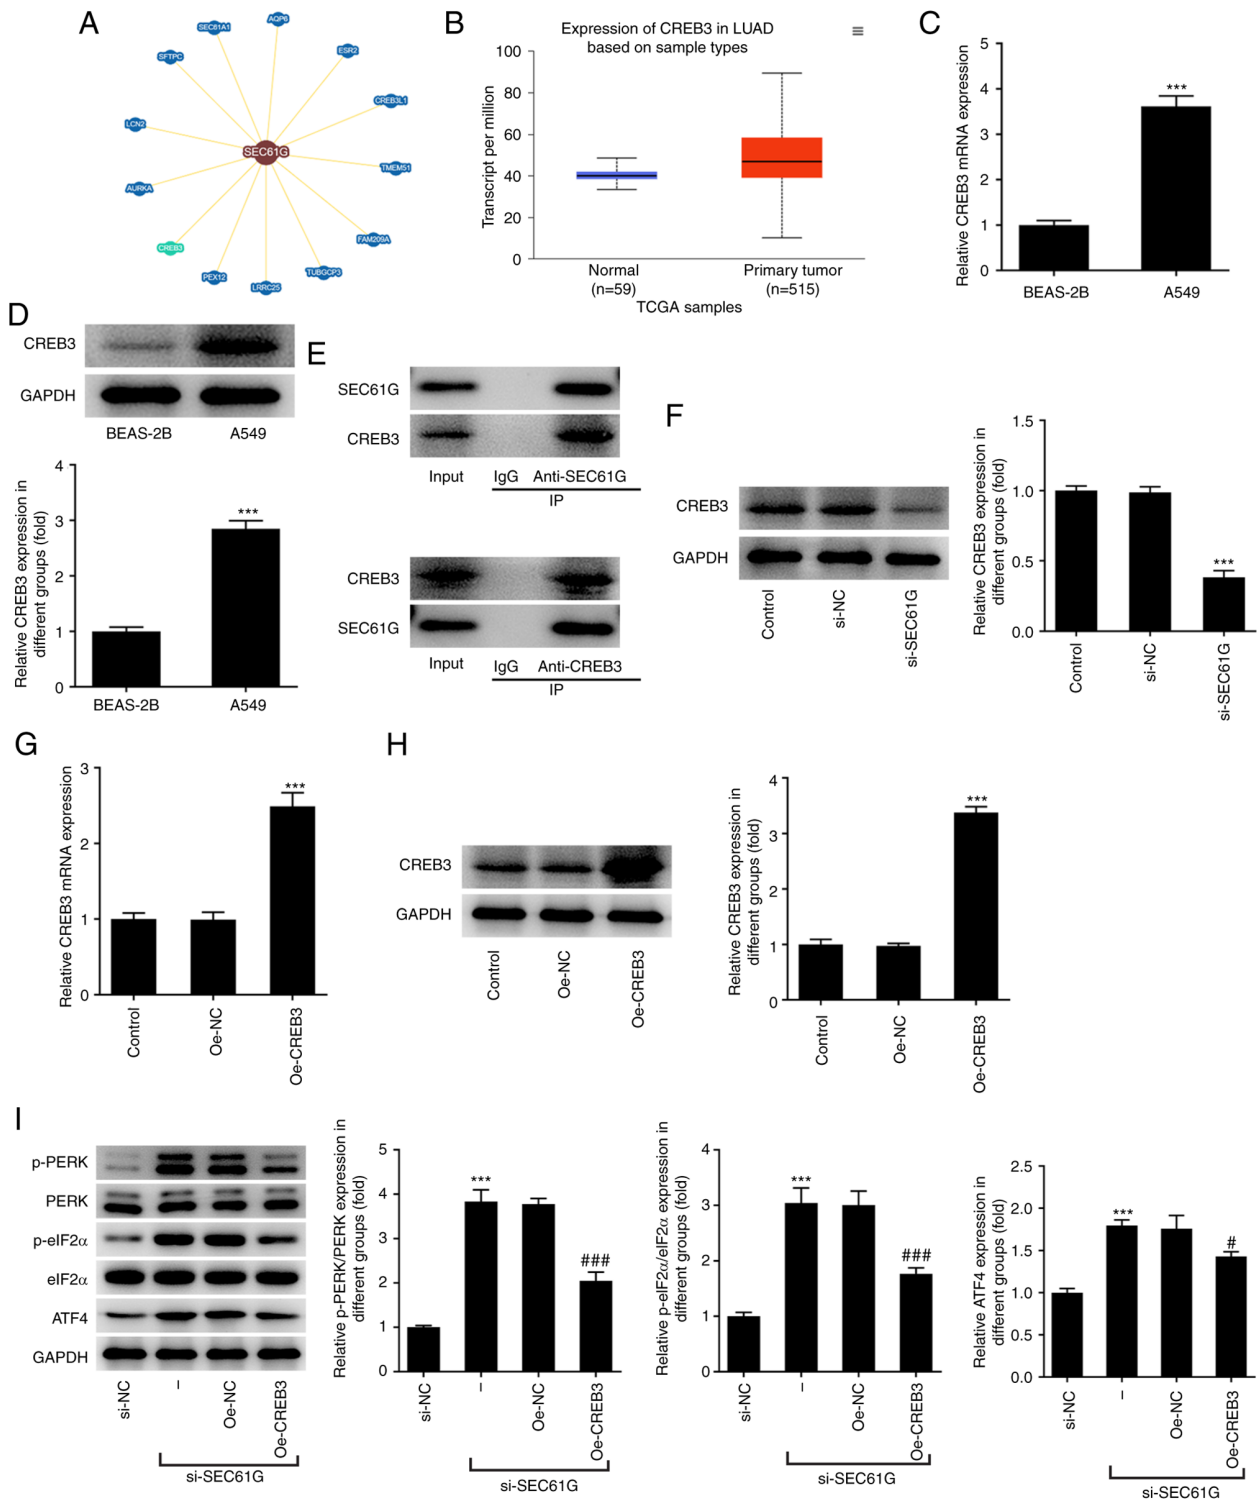 A
AQP6
SEC61A1
ESR2
SFTPC
CREB3L1
LCN2
SEC61G
TMEM51
AURKA
FAM209A
CREB3
TUBGCP3
PEX12
LRRC25
B
Expression of CREB3 in LUAD
based on sample types
Transcript per million
100
80
60
40
20
0
Normal
(n=59)
Primary tumor
(n=515)
TCGA samples
C
Relative CREB3 mRNA expression
5
4
3
2
1
0
***
BEAS-2B
A549
D
CREB3
GAPDH
BEAS-2B
A549
Relative CREB3 expression in
different groups (fold)
4
3
2
1
0
***
BEAS-2B
A549
E
SEC61G
CREB3
Input
IgG
Anti-SEC61G
IP
CREB3
SEC61G
Input
IgG
Anti-CREB3
IP
F
CREB3
GAPDH
Control
si-NC
si-SEC61G
Relative CREB3 expression in
different groups (fold)
1.5
1.0
0.5
0.0
***
Control
si-NC
si-SEC61G
G
Relative CREB3 mRNA expression
3
2
1
0
***
Control
Oe-NC
Oe-CREB3
H
CREB3
GAPDH
Control
Oe-NC
Oe-CREB3
Relative CREB3 expression in
different groups (fold)
4
3
2
1
0
***
Control
Oe-NC
Oe-CREB3
I
p-PERK
PERK
p-eIF2α
eIF2α
ATF4
GAPDH
si-NC
–
Oe-NC
Oe-CREB3
si-SEC61G
Relative p-PERK/PERK expression in
different groups (fold)
5
4
3
2
1
0
***
###
si-NC
–
Oe-NC
Oe-CREB3
si-SEC61G
Relative p-eIF2α/eIF2α expression in
different groups (fold)
4
3
2
1
0
***
###
si-NC
–
Oe-NC
Oe-CREB3
si-SEC61G
Relative ATF4 expression in
different groups (fold)
2.5
2.0
1.5
1.0
0.5
0.0
***
#
si-NC
–
Oe-NC
Oe-CREB3
si-SEC61G